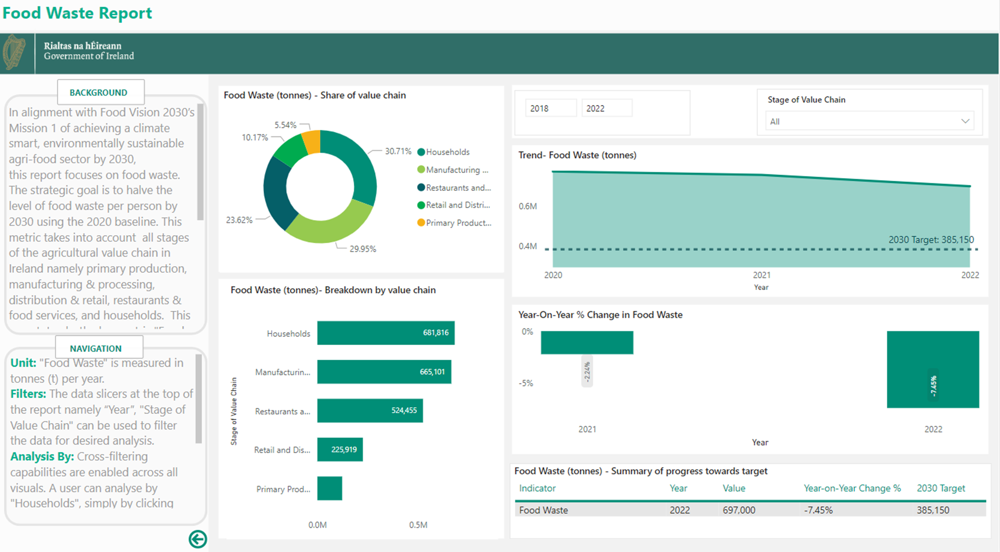 Food Waste Report
Rialtas na hÉireann
Government of Ireland
BACKGROUND
In alignment with Food Vision 2030’s
Mission 1 of achieving a climate
smart, environmentally sustainable
agri-food sector by 2030,
this report focuses on food waste.
The strategic goal is to halve the
level of food waste per person by
2030 using the 2020 baseline. This
metric takes into account  all stages
of the agricultural value chain in
Ireland namely primary production,
manufacturing & processing,
distribution & retail, restaurants &
food services, and households.  This
NAVIGATION
Unit: "Food Waste" is measured in
tonnes (t) per year.
Filters: The data slicers at the top of
the report namely “Year”, "Stage of
Value Chain" can be used to filter
the data for desired analysis.
Analysis By: Cross-filtering
capabilities are enabled across all
visuals. A user can analyse by
"Households", simply by clicking
Food Waste (tonnes) - Share of value chain
5.54%
10.17%
30.71%
23.62%
29.95%
Households
Manufacturing ...
Restaurants and...
Retail and Distri...
Primary Product...
Food Waste (tonnes)- Breakdown by value chain
Stage of Value Chain
Households 681,816
Manufacturin... 665,101
Restaurants a... 524,455
Retail and Dis... 225,919
Primary Prod...
0.0M 0.5M
2018 2022
Stage of Value Chain
All
Trend- Food Waste (tonnes)
0.6M
2030 Target: 385,150
0.4M
2020 2021 2022
Year
Year-On-Year % Change in Food Waste
0%
-2.24%
-5%
-7.45%
2021 2022
Year
Food Waste (tonnes) - Summary of progress towards target
Indicator Year Value Year-on-Year Change % 2030 Target
Food Waste 2022 697,000 -7.45% 385,150